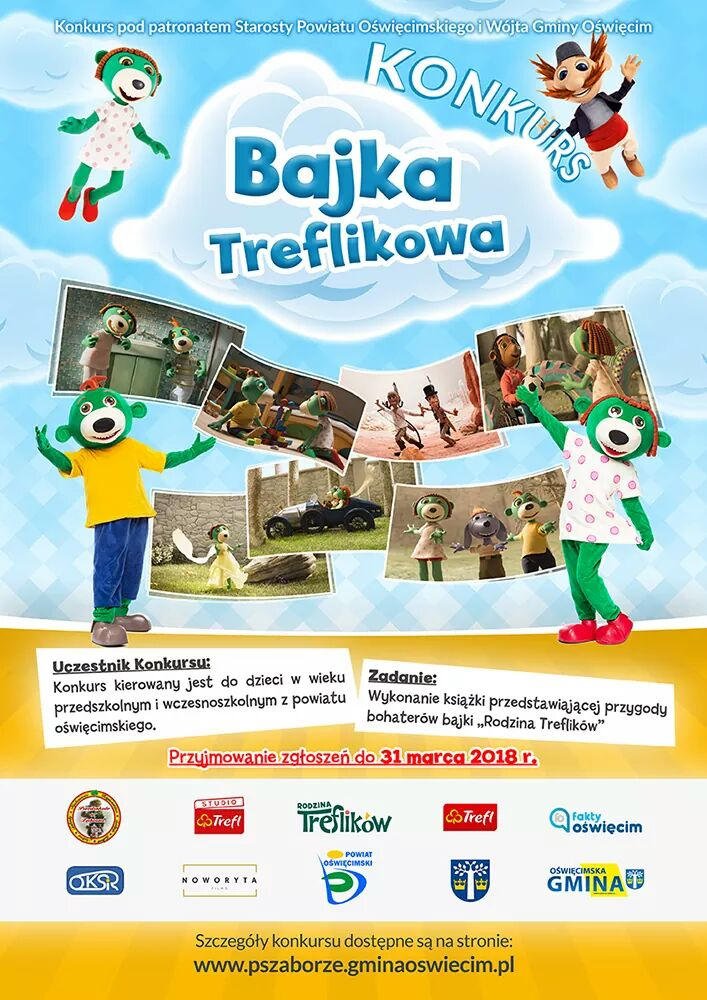 Konkurs pod patronatem Starosty Powiatu Oświęcimskiego i Wójta Gminy Oświęcim
KONKURS
Bajka
Treflikowa
Uczestnik Konkursu:
Konkurs kierowany jest do dzieci w wieku
przedszkolnym i wczesnoszkolnym z powiatu
oświęcimskiego.
Zadanie:
Wykonanie książki przedstawiającej przygody
bohaterów bajki „Rodzina Treflików”
Przyjmowanie zgłoszeń do 31 marca 2018 r.
STUDIO
Trefl
RODZINA
Treflików
Trefl
fakty
oświęcim
OKSiR
NOWORYTA
FILMS
POWIAT
OŚWIĘCIMSKI
OŚWIĘCIMSKA
GMINA
Szczegóły konkursu dostępne są na stronie:
www.pszaborze.gminaoswiecim.pl